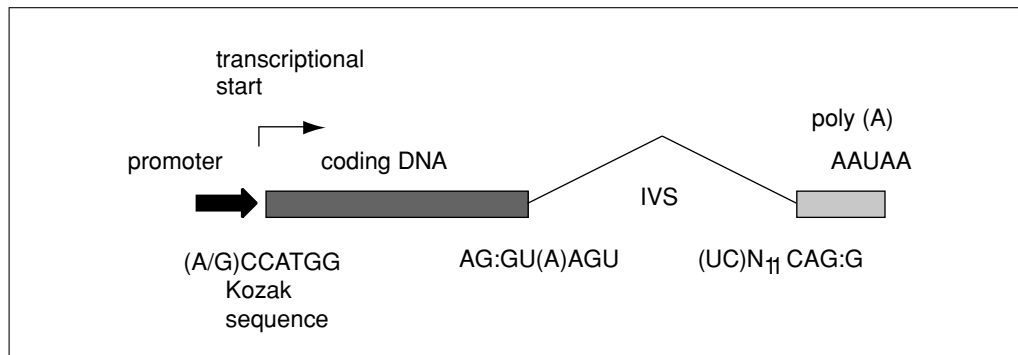 transcriptional
start
poly (A)
promoter
coding DNA
AAUAA
IVS
(A/G)CCATGG
AG:GU(A)AGU
(UC)N11 CAG:G
Kozak
sequence